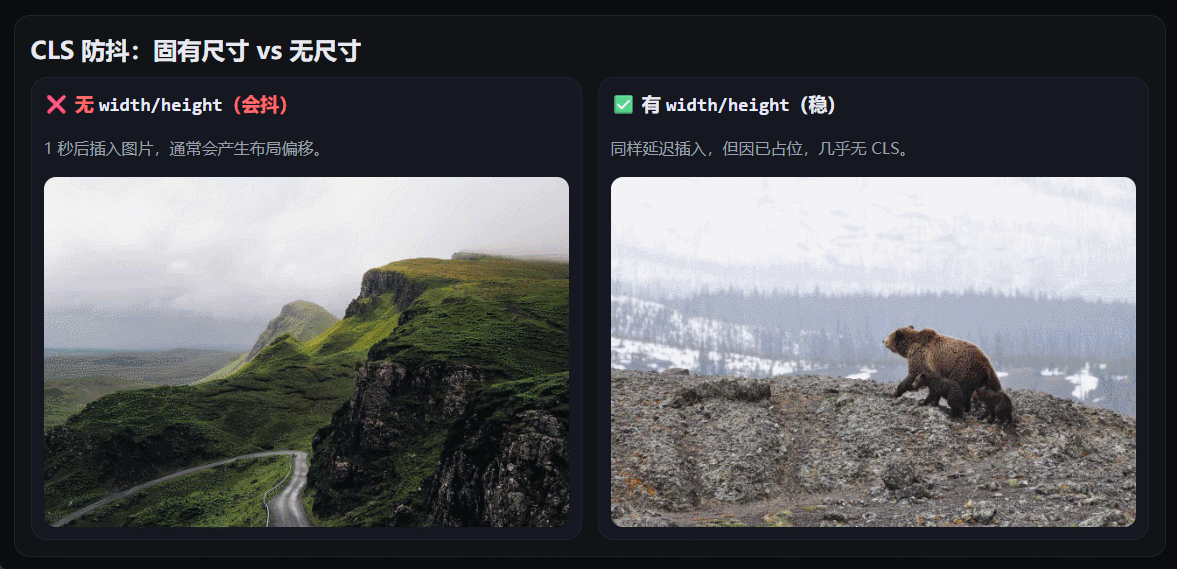 CLS 防抖：固有尺寸 vs 无尺寸
❌ 无 width/height（会抖）
1 秒后插入图片，通常会产生布局偏移。
✅ 有 width/height（稳）
同样延迟插入，但因已占位，几乎无 CLS。